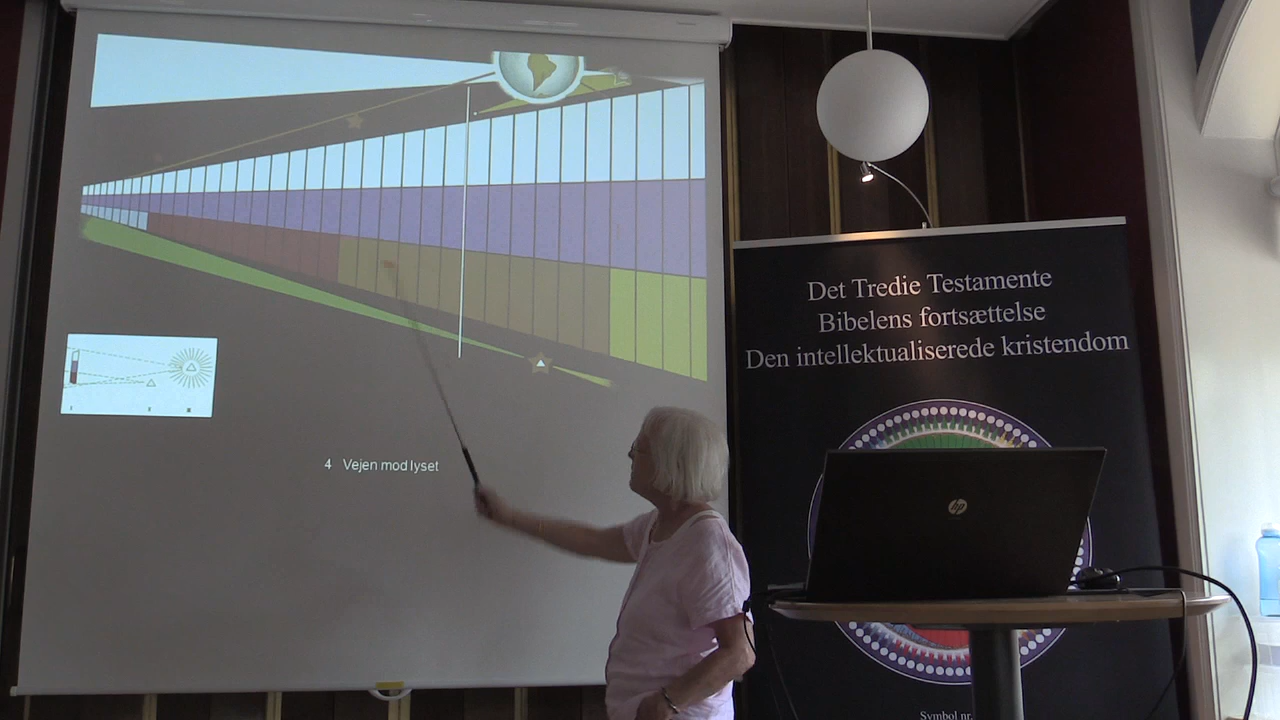 4 Vejen mod lyset
Det Tredie Testamente
Bibelens fortsættelse
Den intellektualiserede kristendom
hp
Symbol nr.